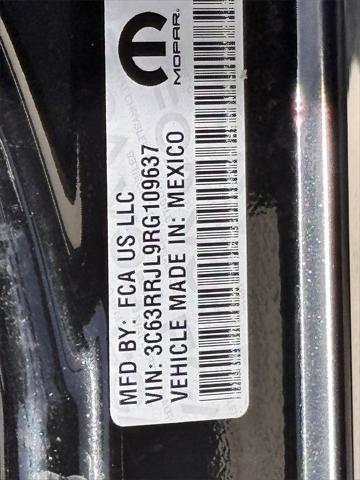 MOPAR®
MFD BY: FCA US LLC
VIN: 3C63RRJL9RG109637
VEHICLE MADE IN: MEXICO